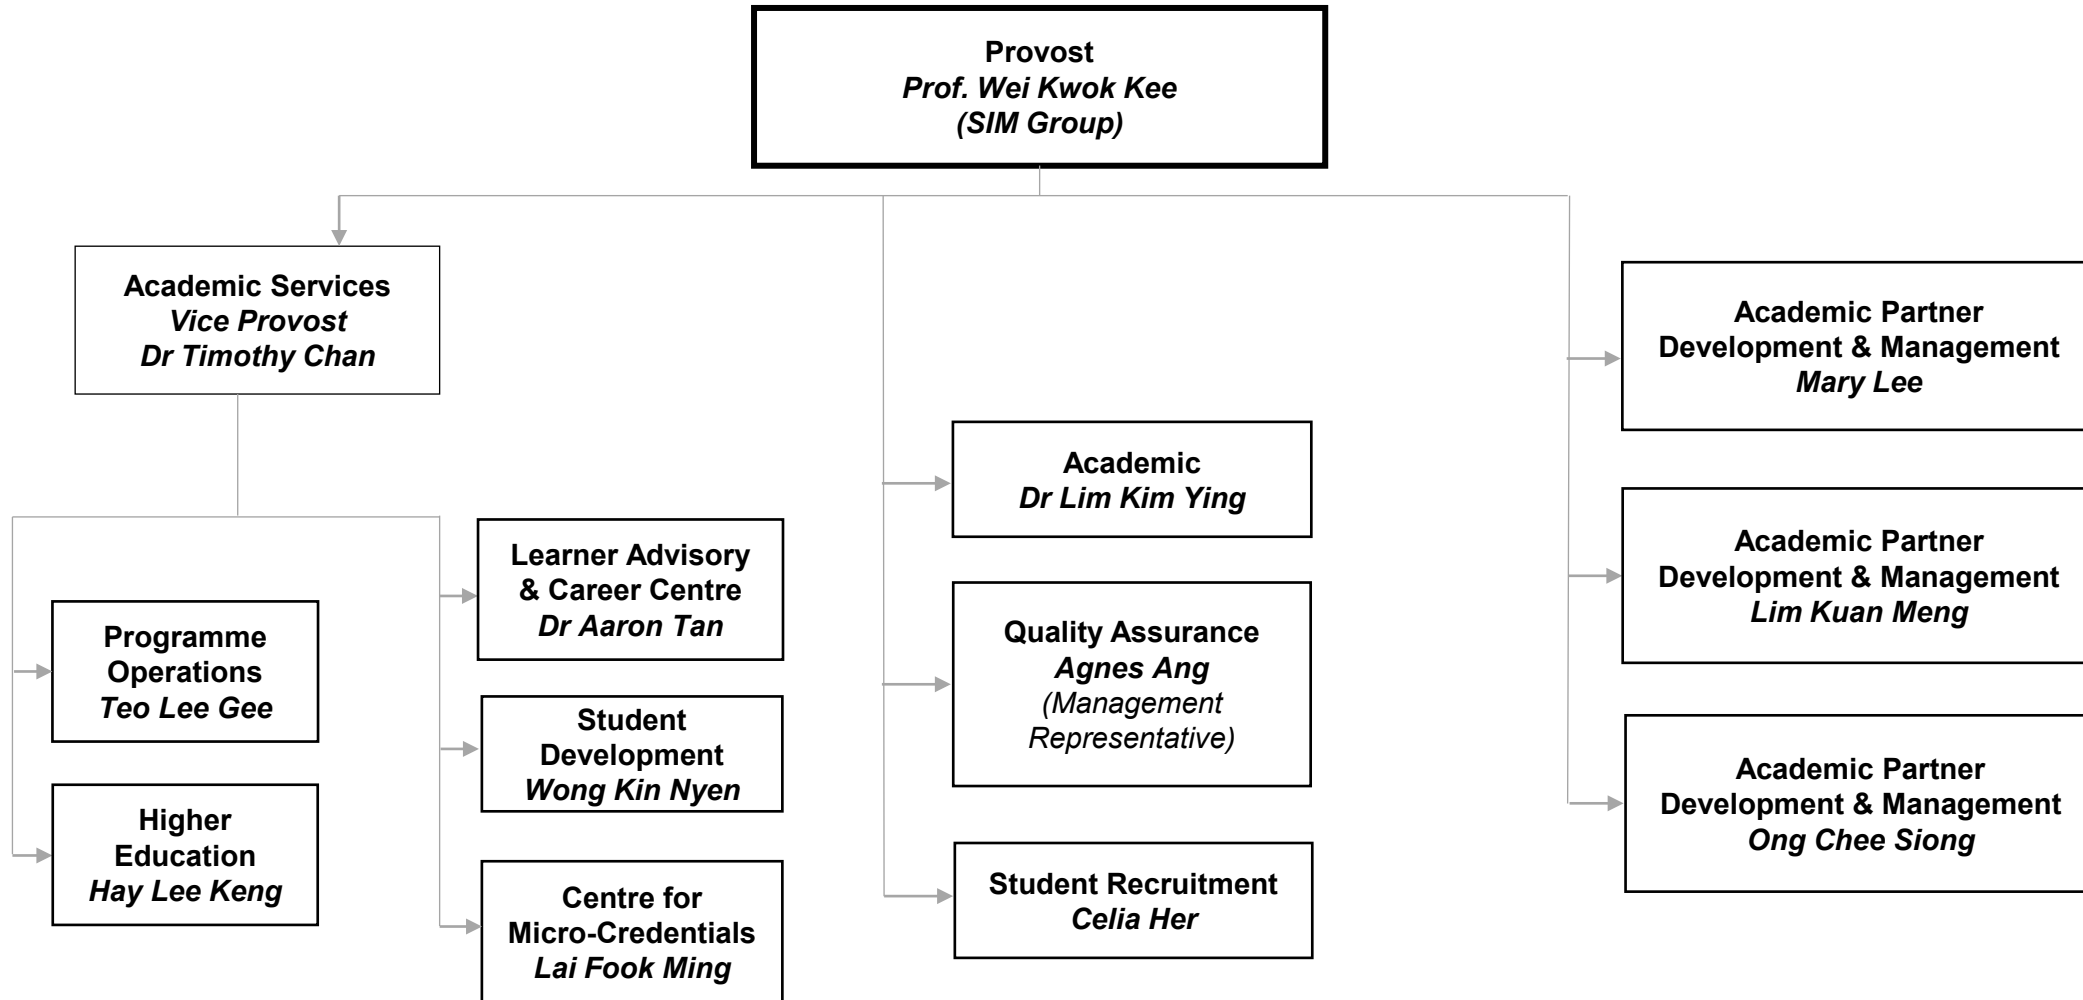 Provost
Prof. Wei Kwok Kee
(SIM Group)
Academic Services
Vice Provost
Dr Timothy Chan
Programme
Operations
Teo Lee Gee
Higher
Education
Hay Lee Keng
Learner Advisory
& Career Centre
Dr Aaron Tan
Student
Development
Wong Kin Nyen
Centre for
Micro-Credentials
Lai Fook Ming
Academic
Dr Lim Kim Ying
Quality Assurance
Agnes Ang
(Management
Representative)
Student Recruitment
Celia Her
Academic Partner
Development & Management
Mary Lee
Academic Partner
Development & Management
Lim Kuan Meng
Academic Partner
Development & Management
Ong Chee Siong